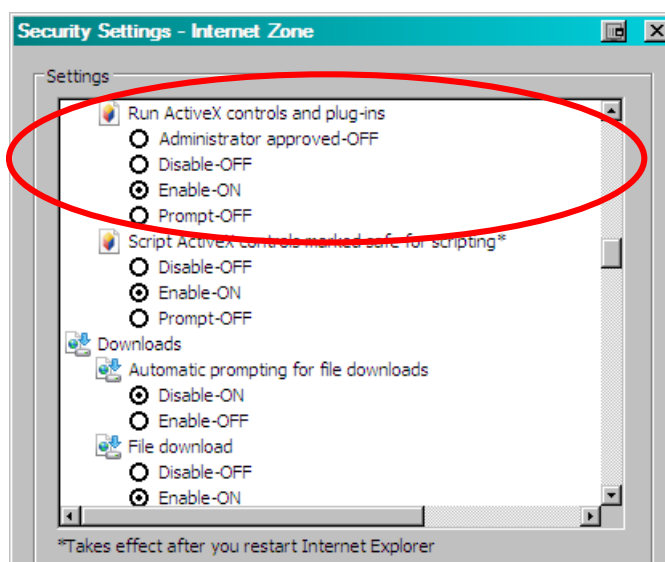 Security Settings - Internet Zone
Settings
Run ActiveX controls and plug-ins
Administrator approved-OFF
Disable-OFF
Enable-ON
Prompt-OFF
Script ActiveX controls marked safe for scripting*
Disable-OFF
Enable-ON
Prompt-OFF
Downloads
Automatic prompting for file downloads
Disable-ON
Enable-OFF
File download
Disable-OFF
Enable-ON
*Takes effect after you restart Internet Explorer